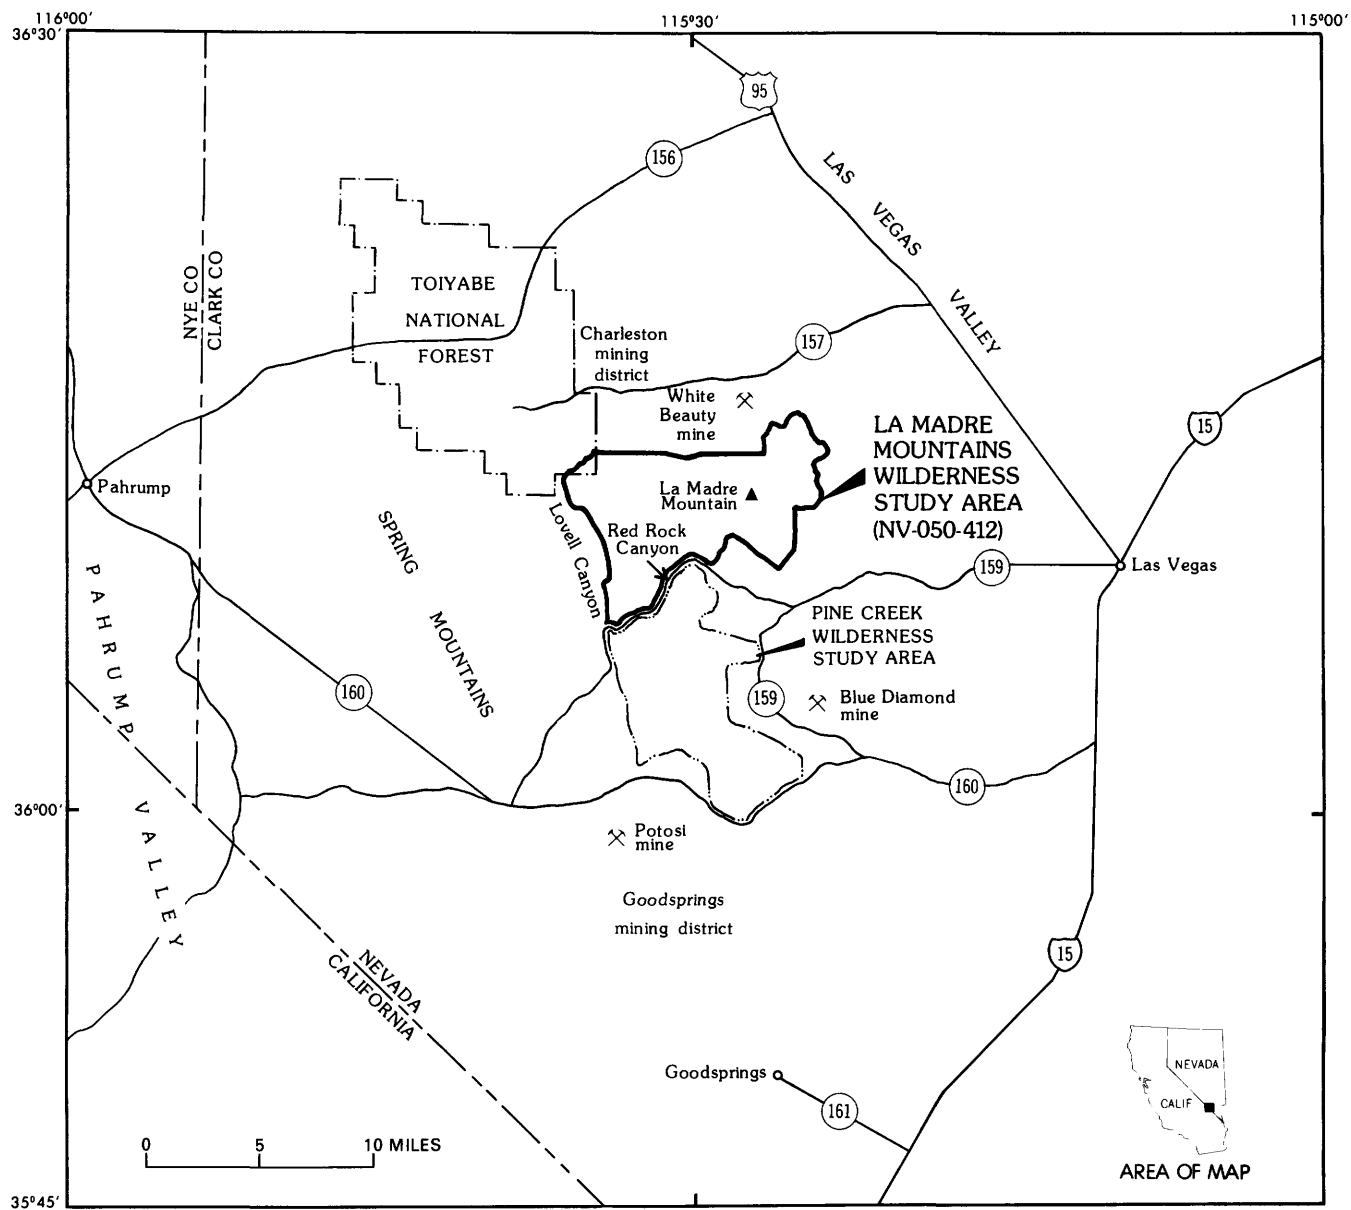 116°00'
115°30'
115°00'
36°30'
95
156
LAS VEGAS VALLEY
NYE CO
CLARK CO
TOIYABE
NATIONAL
FOREST
Charleston
mining
district
157
White
Beauty
mine
15
LA MADRE
MOUNTAINS
WILDERNESS
STUDY AREA
(NV-050-412)
Pahrump
La Madre
Mountain
SPRING MOUNTAINS
Lovell Canyon
Red Rock
Canyon
159
Las Vegas
PAHRUMP VALLEY
PINE CREEK
WILDERNESS
STUDY AREA
160
159
Blue Diamond
mine
160
36°00'
Potosi
mine
Goodsprings
mining district
NEVADA
CALIFORNIA
15
Goodsprings
161
NEVADA
CALIF
0 5 10 MILES
AREA OF MAP
35°45'